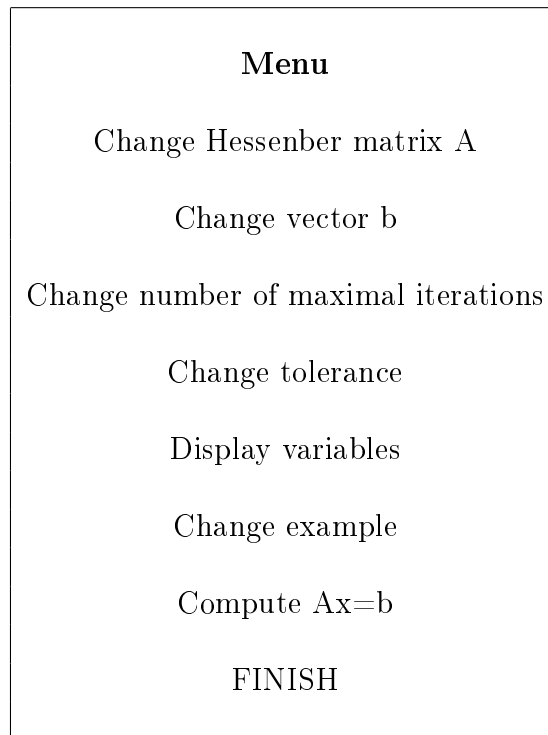 Menu
Change Hessenber matrix A
Change vector b
Change number of maximal iterations
Change tolerance
Display variables
Change example
Compute Ax=b
FINISH